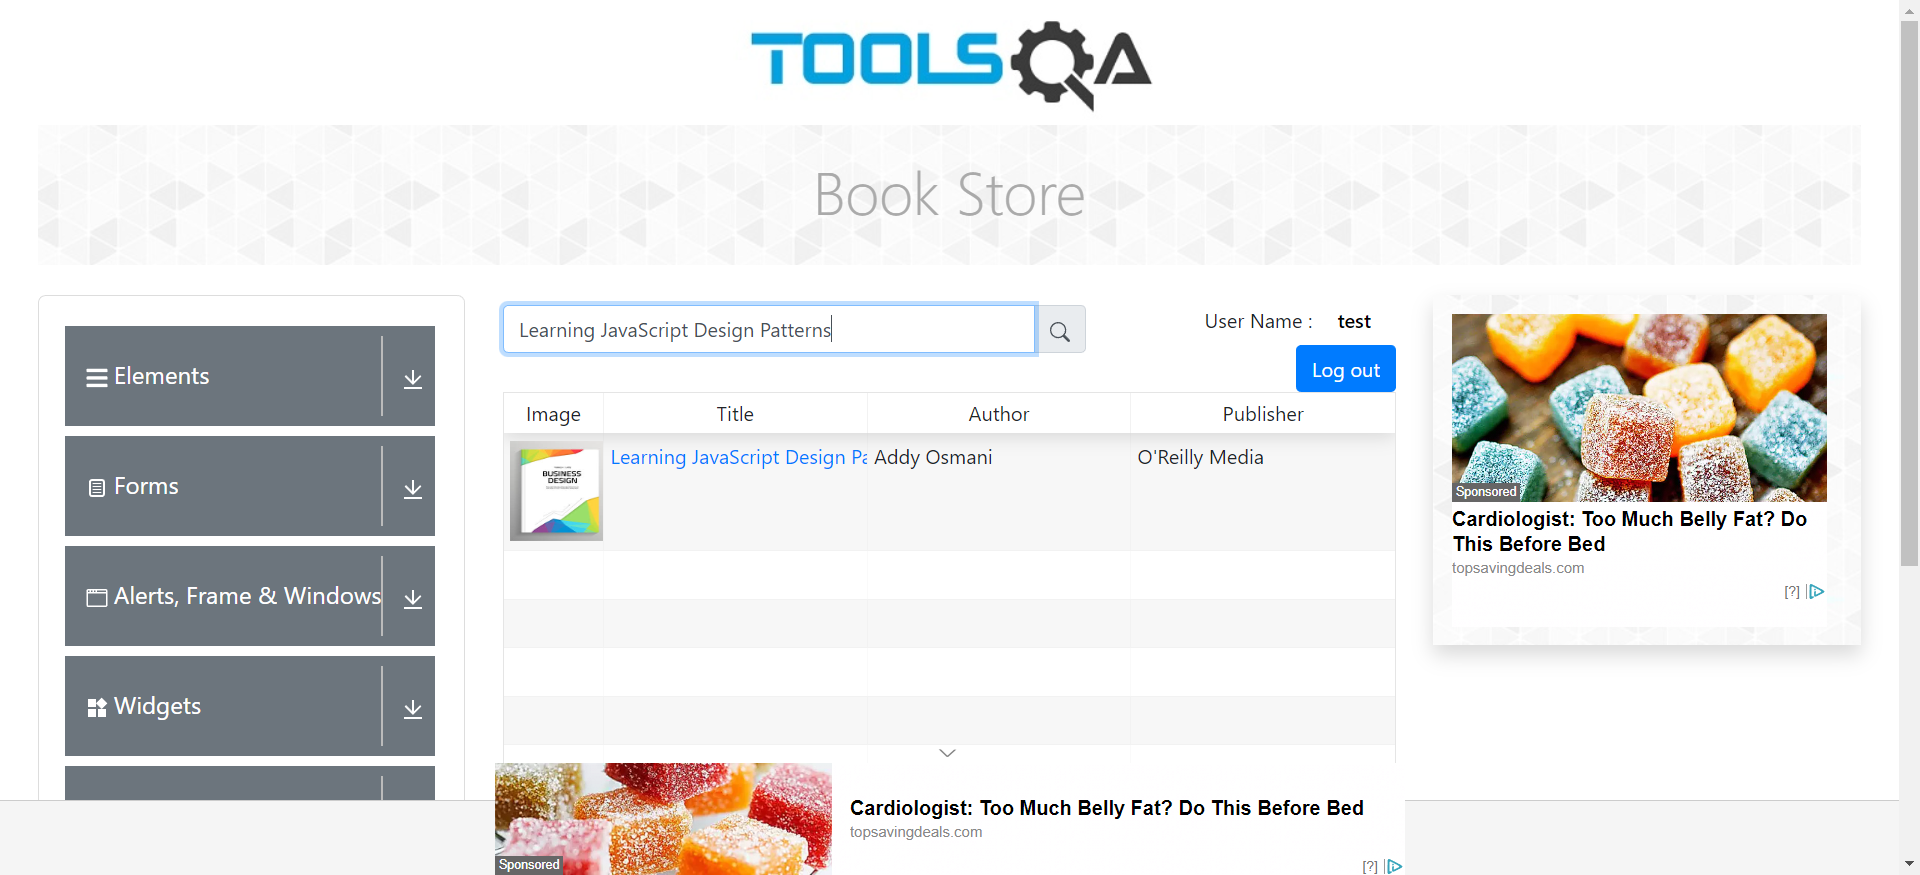 TOOLSQA
Book Store
Elements
Forms
Alerts, Frame & Windows
Widgets
Learning JavaScript Design Patterns
User Name : test
Log out
Image Title Author Publisher
BUSINESS
DESIGN
Learning JavaScript Design Pa Addy Osmani O'Reilly Media
Sponsored
Cardiologist: Too Much Belly Fat? Do
This Before Bed
topsavingdeals.com
[?]
Sponsored
Cardiologist: Too Much Belly Fat? Do This Before Bed
topsavingdeals.com
[?]